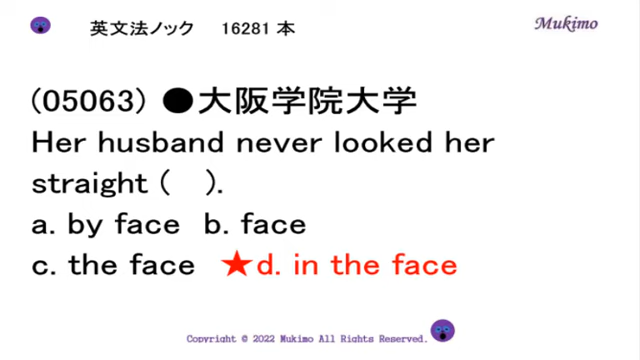 英文法ノック 16281 本 Mukimo
(05063) ●大阪学院大学
Her husband never looked her
straight ( ).
a. by face b. face
c. the face ★d. in the face
Copyright @ 2022 Mukimo All Rights Reserved.